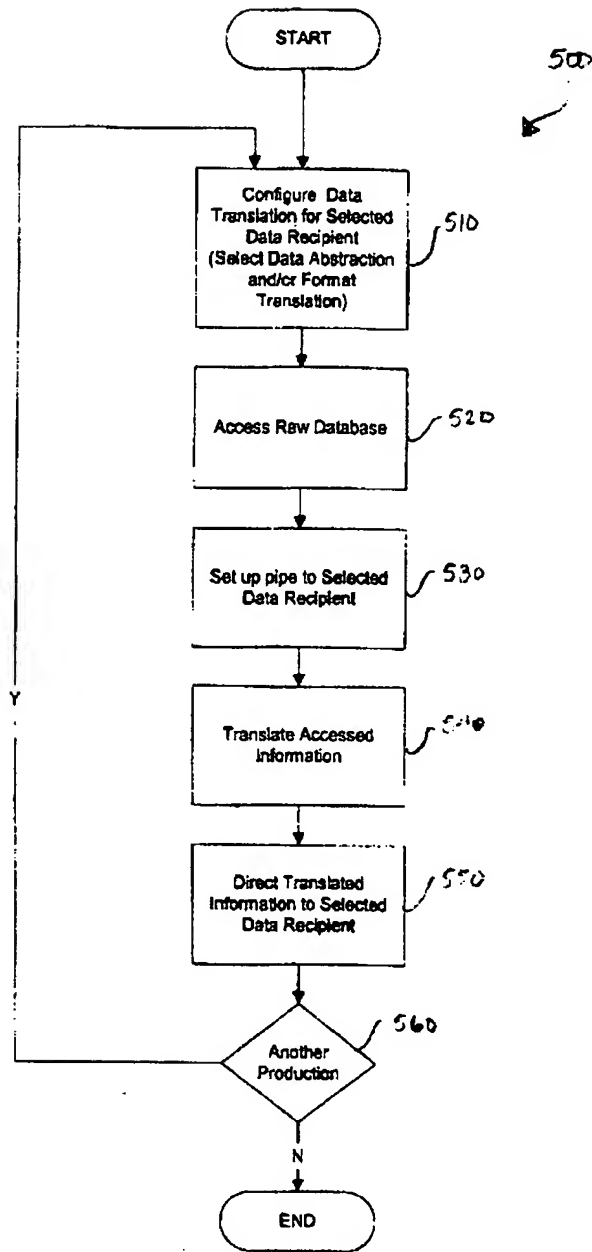 START
500
Configure Data
Translation for Selected
Data Recipient
(Select Data Abstraction
and/or Format
Translation)
510
Access Raw Database
520
Set up pipe to Selected
Data Recipient
530
Translate Accessed
Information
540
Direct Translated
Information to Selected
Data Recipient
550
Another
Production
560
Y
N
END